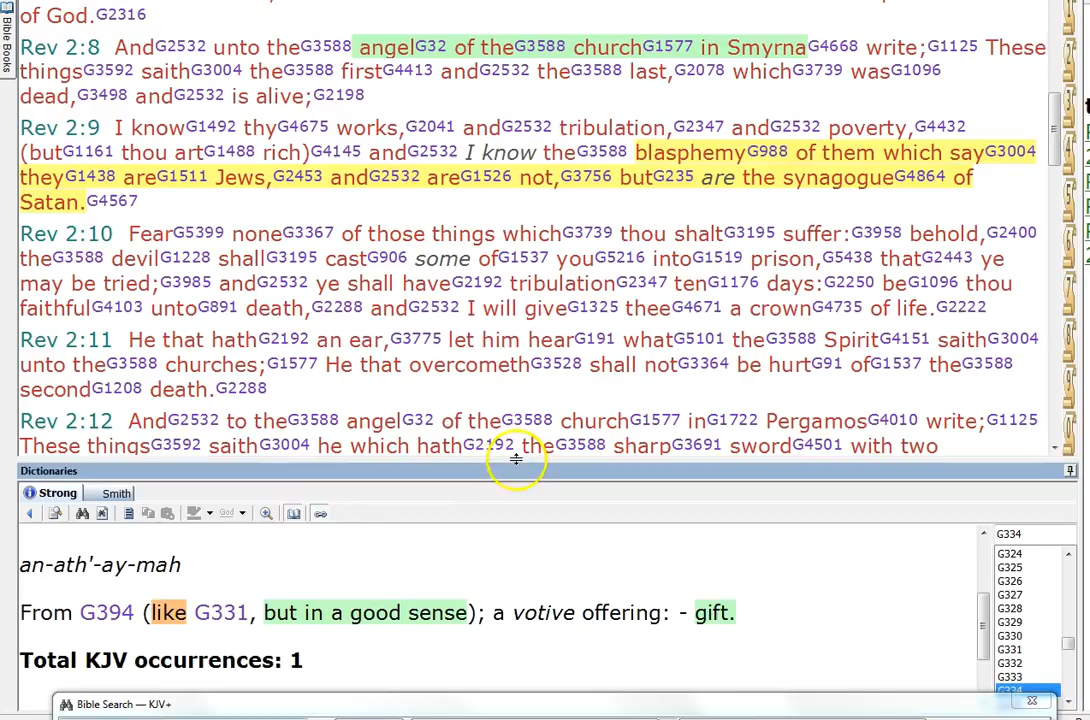 Bible Books
of God.G2316
Rev 2:8 AndG2532 unto theG3588 angelG32 of theG3588 churchG1577 in SmyrnaG4668 write;G1125 These
thingsG3592 saithG3004 theG3588 firstG4413 andG2532 theG3588 last,G2078 whichG3739 wasG1096
dead,G3498 andG2532 is alive;G2198
Rev 2:9 I knowG1492 thyG4675 works,G2041 andG2532 tribulation,G2347 andG2532 poverty,G4432
(butG1161 thou artG1488 rich)G4145 andG2532 I know theG3588 blasphemyG988 of them which sayG3004
theyG1438 areG1511 Jews,G2453 andG2532 areG1526 not,G3756 butG235 are the synagogueG4864 of
Satan.G4567
Rev 2:10 FearG5399 noneG3367 of those things whichG3739 thou shaltG3195 suffer:G3958 behold,G2400
theG3588 devilG1228 shallG3195 castG906 some ofG1537 youG5216 intoG1519 prison,G5438 thatG2443 ye
may be tried;G3985 andG2532 ye shall haveG2192 tribulationG2347 tenG1176 days:G2250 beG1096 thou
faithfulG4103 untoG891 death,G2288 andG2532 I will giveG1325 theeG4671 a crownG4735 of life.G2222
Rev 2:11 He that hathG2192 an ear,G3775 let him hearG191 whatG5101 theG3588 SpiritG4151 saithG3004
unto theG3588 churches;G1577 He that overcomethG3528 shall notG3364 be hurtG91 ofG1537 theG3588
secondG1208 death.G2288
Rev 2:12 AndG2532 to theG3588 angelG32 of theG3588 churchG1577 inG1722 PergamosG4010 write;G1125
These thingsG3592 saithG3004 he which hathG2192 theG3588 sharpG3691 swordG4501 with two
Dictionaries
Strong Smith
God
G334
an-ath'-ay-mah
From G394 (like G331, but in a good sense); a votive offering: - gift.
Total KJV occurrences: 1
G324
G325
G326
G327
G328
G329
G330
G331
G332
G333
G334
Bible Search — KJV+